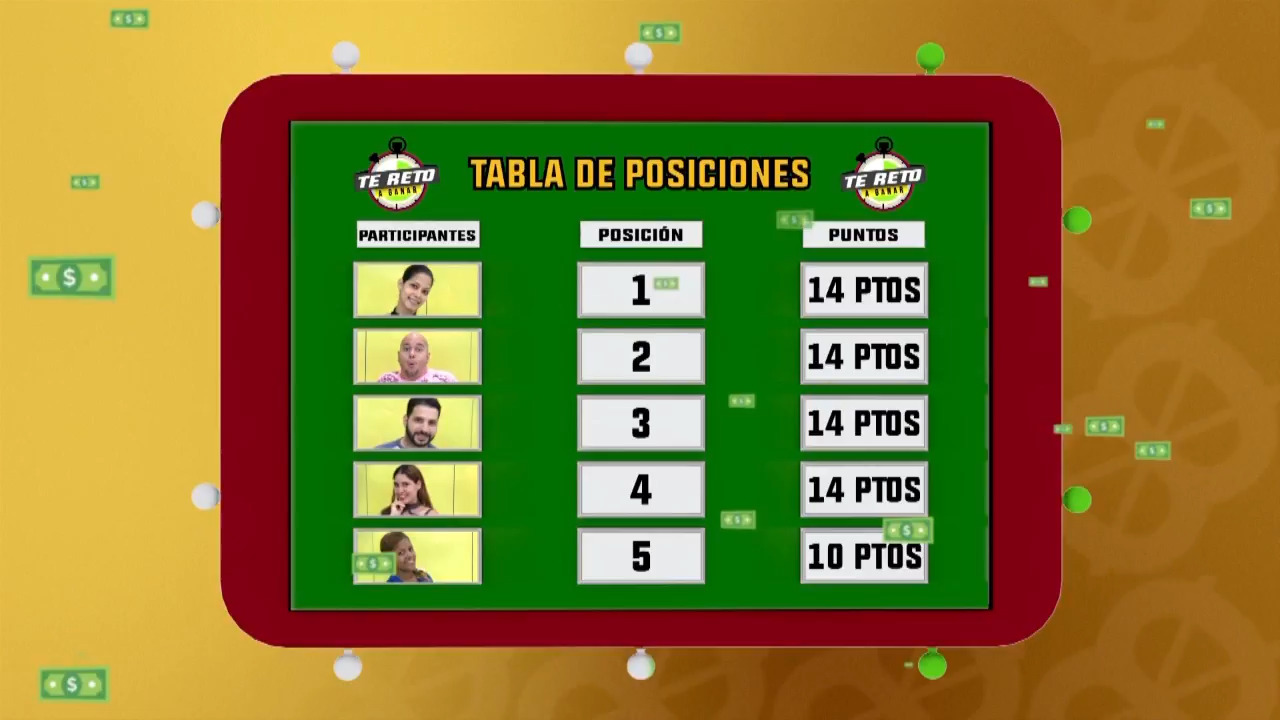 TE RETO
A GANAR
TABLA DE POSICIONES
TE RETO
A GANAR
PARTICIPANTES POSICIÓN PUNTOS
1 14 PTOS
2 14 PTOS
3 14 PTOS
4 14 PTOS
5 10 PTOS